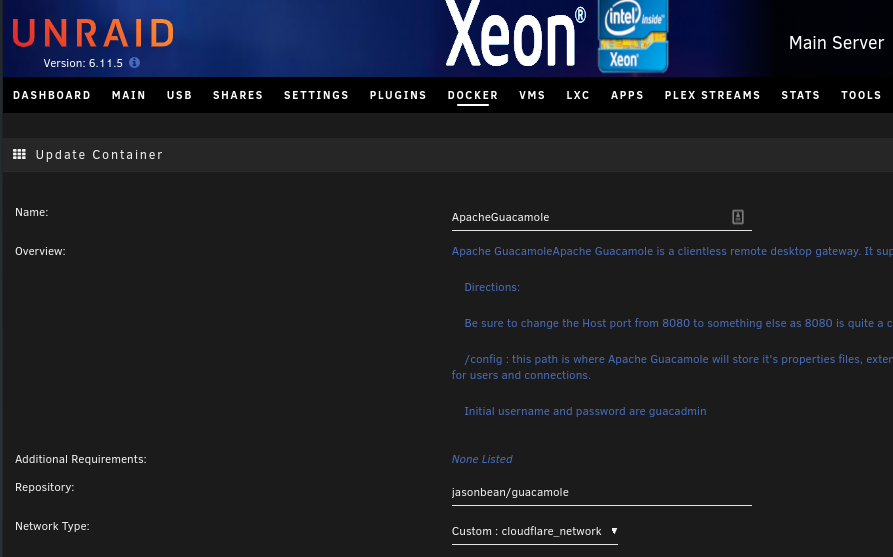 UNRAID
Version: 6.11.5
Xeon®
intel inside™
Xeon®
Main Server
DASHBOARD MAIN USB SHARES SETTINGS PLUGINS DOCKER VMS LXC APPS PLEX STREAMS STATS TOOLS
Update Container
Name:
ApacheGuacamole
Overview:
Apache GuacamoleApache Guacamole is a clientless remote desktop gateway. It sup
Directions:
Be sure to change the Host port from 8080 to something else as 8080 is quite a c
/config : this path is where Apache Guacamole will store it's properties files, exten
for users and connections.
Initial username and password are guacadmin
Additional Requirements:
None Listed
Repository:
jasonbean/guacamole
Network Type:
Custom : cloudflare_network